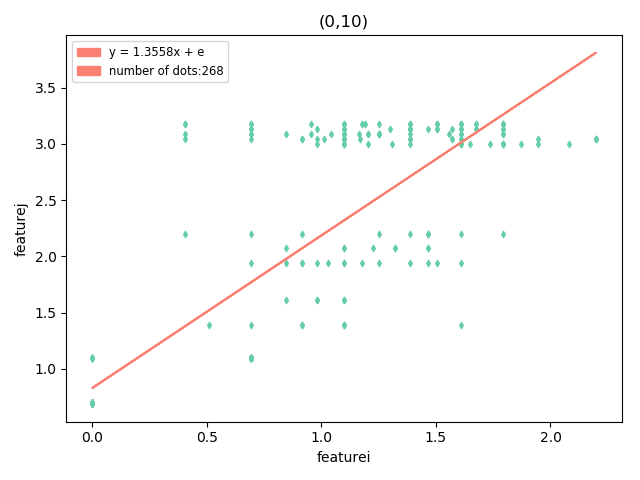 (0,10)
y = 1.3558x + e
number of dots:268
featurej
3.5
3.0
2.5
2.0
1.5
1.0
0.0 0.5 1.0 1.5 2.0
featurei